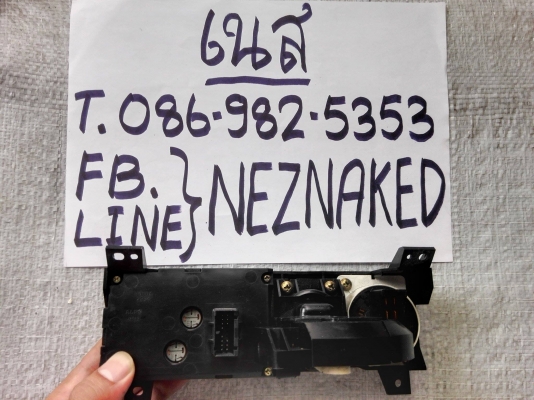 เนส
T. 086-982-5353
FB. } NEZNAKED
LINE